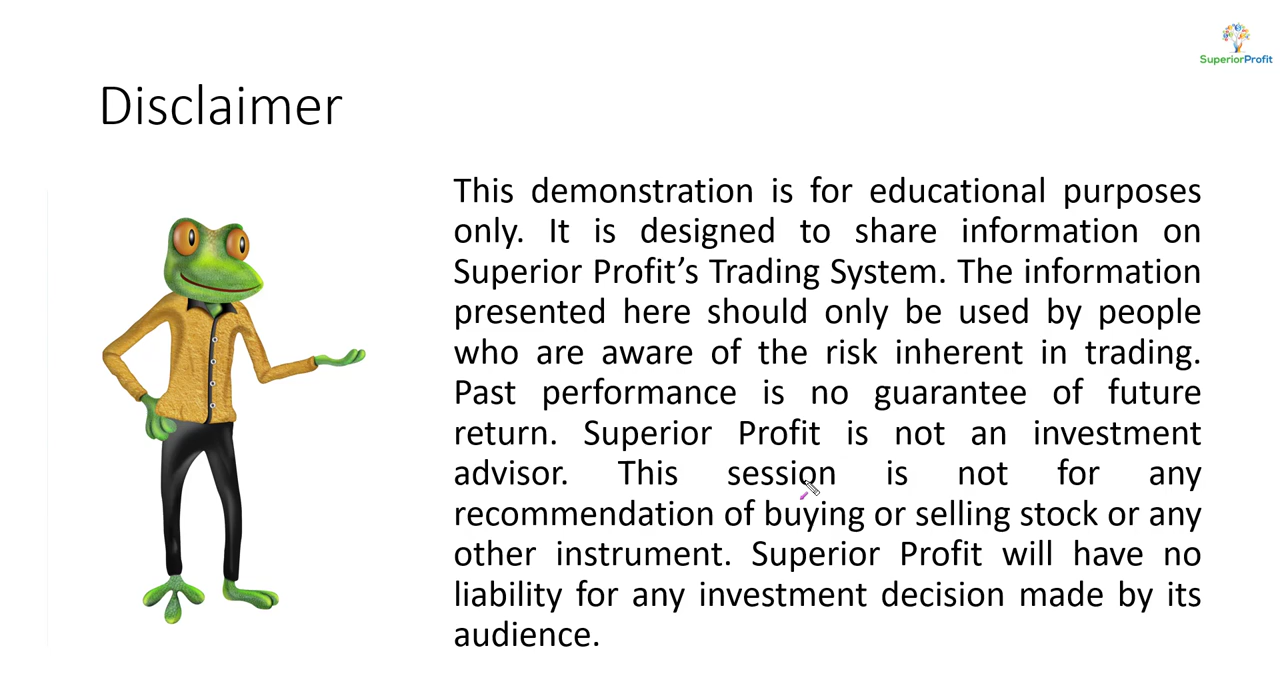 SuperiorProfit
Disclaimer
This demonstration is for educational purposes
only. It is designed to share information on
Superior Profit’s Trading System. The information
presented here should only be used by people
who are aware of the risk inherent in trading.
Past performance is no guarantee of future
return. Superior Profit is not an investment
advisor. This session is not for any
recommendation of buying or selling stock or any
other instrument. Superior Profit will have no
liability for any investment decision made by its
audience.